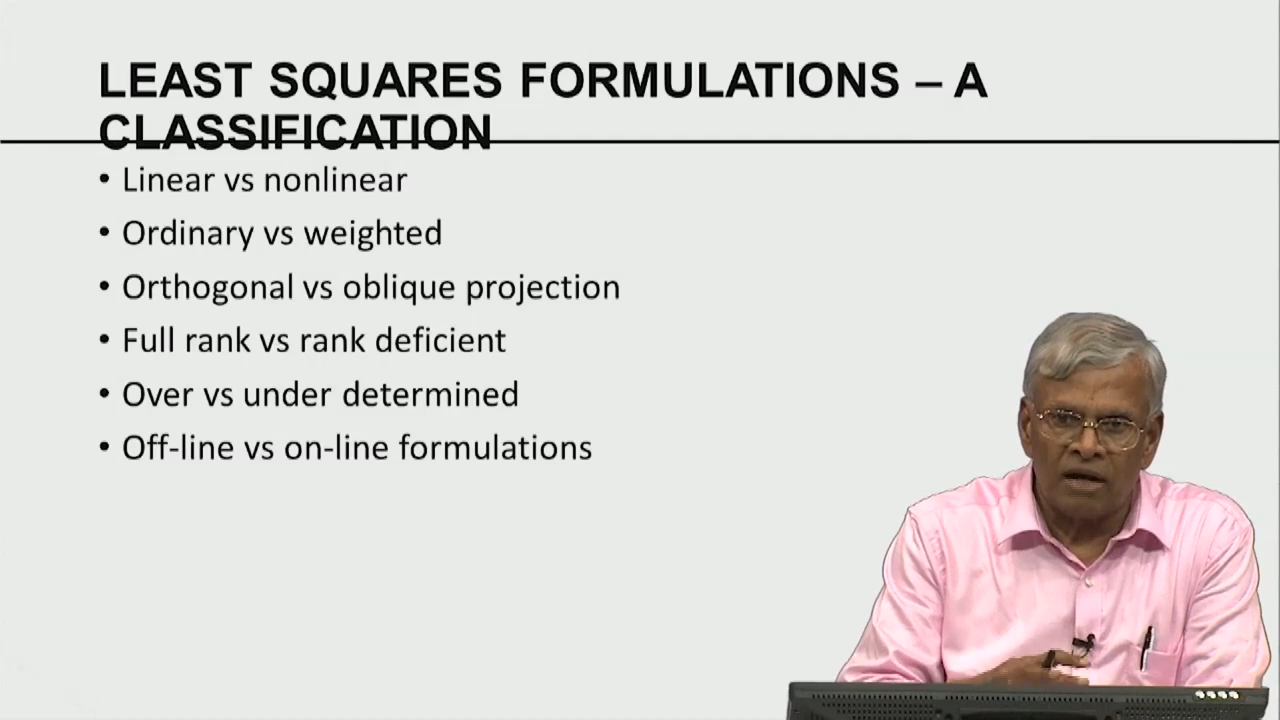 LEAST SQUARES FORMULATIONS – A
CLASSIFICATION
• Linear vs nonlinear
• Ordinary vs weighted
• Orthogonal vs oblique projection
• Full rank vs rank deficient
• Over vs under determined
• Off-line vs on-line formulations